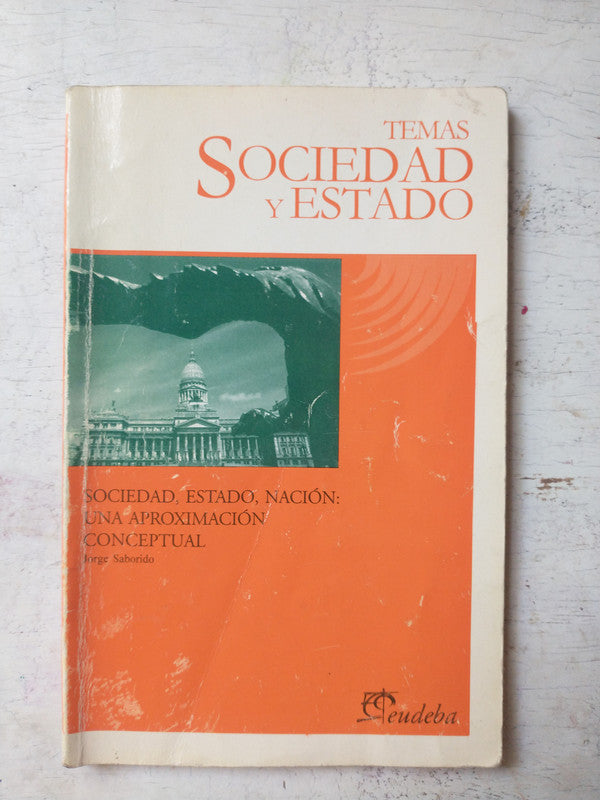 TEMAS
SOCIEDAD
Y ESTADO
SOCIEDAD, ESTADO, NACIÓN:
UNA APROXIMACIÓN
CONCEPTUAL
Jorge Saborido
eudeba